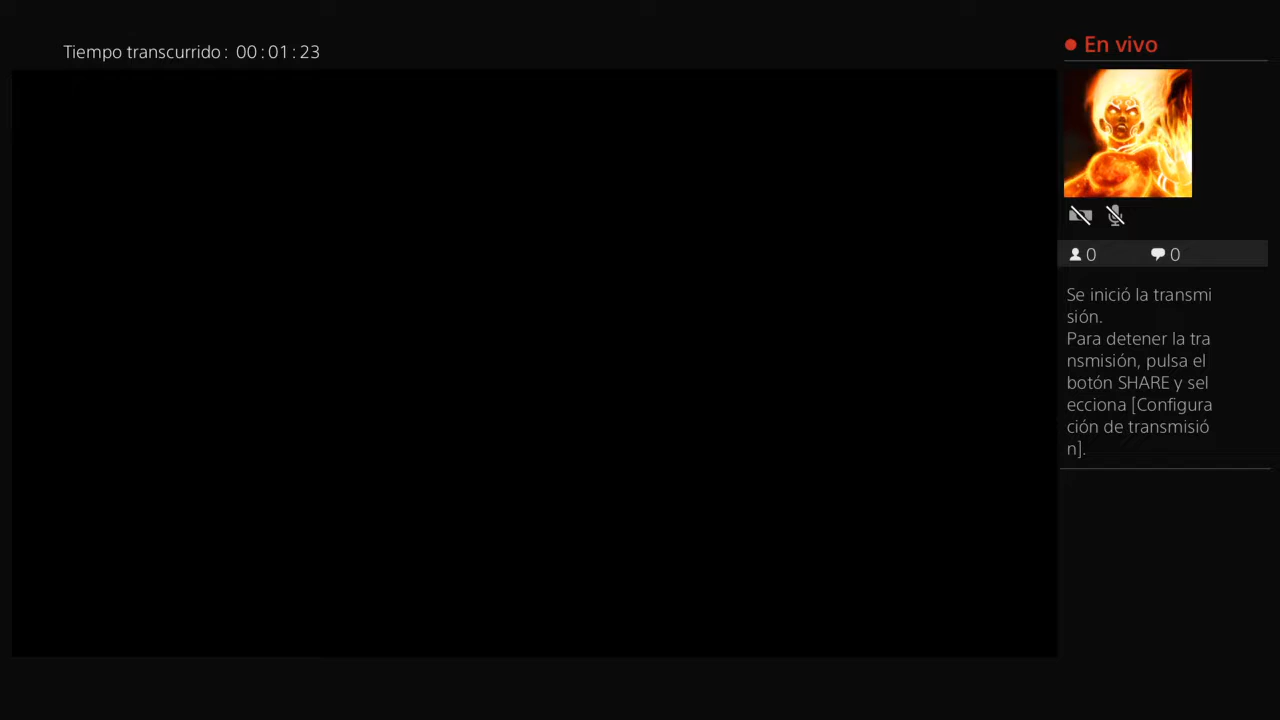 Tiempo transcurrido: 00:01:23
En vivo
0 0
Se inició la transmi
sión.
Para detener la tra
nsmisión, pulsa el
botón SHARE y sel
ecciona [Configura
ción de transmisió
n].